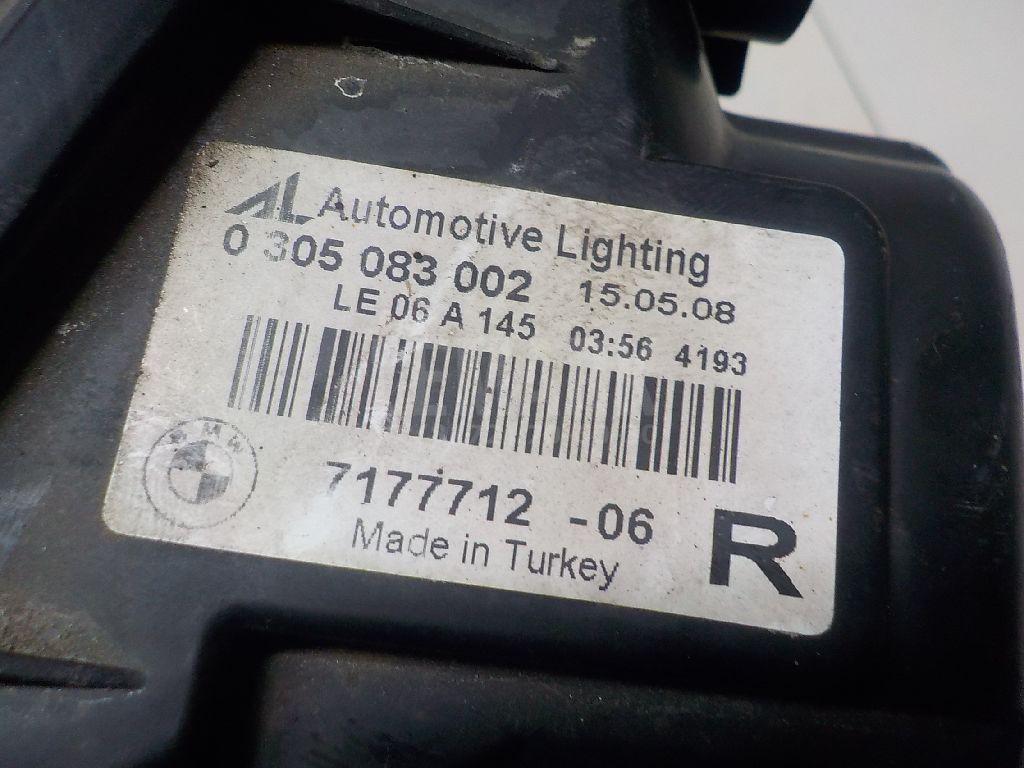 AL Automotive Lighting
0 305 083 002 15.05.08
LE 06 A 145 03:56 4193
BMW
7177712 -06
Made in Turkey
R